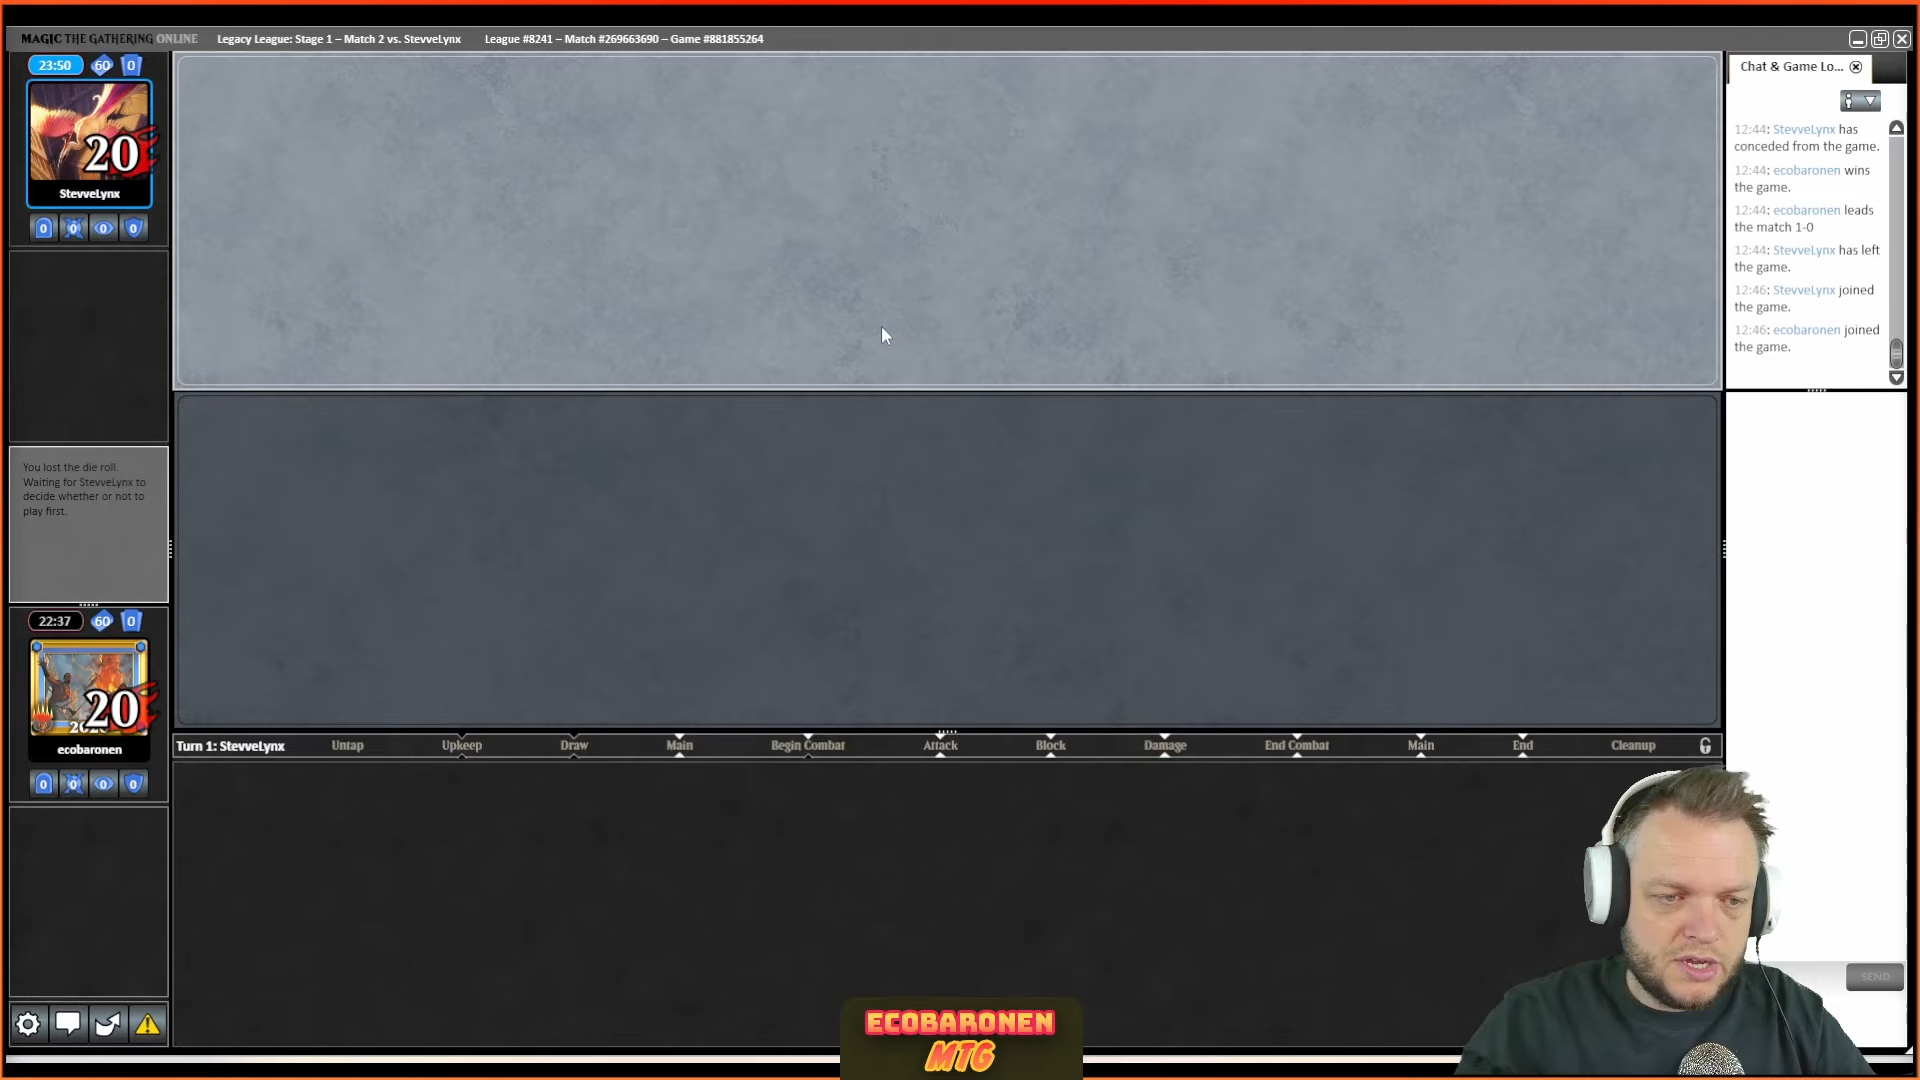 MAGIC THE GATHERING ONLINE
Legacy League: Stage 1 – Match 2 vs. StevveLynx
League #8241 – Match #269663690 – Game #881855264
23:50
60
0
20
StevveLynx
0
0
0
0
You lost the die roll.
Waiting for StevveLynx to
decide whether or not to
play first.
22:37
60
0
20
ecobaronen
0
0
0
0
Turn 1: StevveLynx
Untap
Upkeep
Draw
Main
Begin Combat
Attack
Block
Damage
End Combat
Main
End
Cleanup
Chat & Game Lo...
12:44: StevveLynx has
conceded from the game.
12:44: ecobaronen wins
the game.
12:44: ecobaronen leads
the match 1-0
12:44: StevveLynx has left
the game.
12:46: StevveLynx joined
the game.
12:46: ecobaronen joined
the game.
SEND
ECOBARONEN
MTG